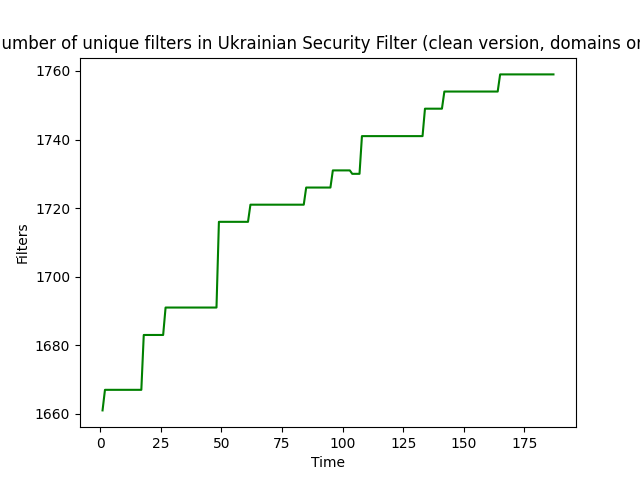 umber of unique filters in Ukrainian Security Filter (clean version, domains or
1760
1740
1720
1700
1680
1660
Filters
0 25 50 75 100 125 150 175
Time